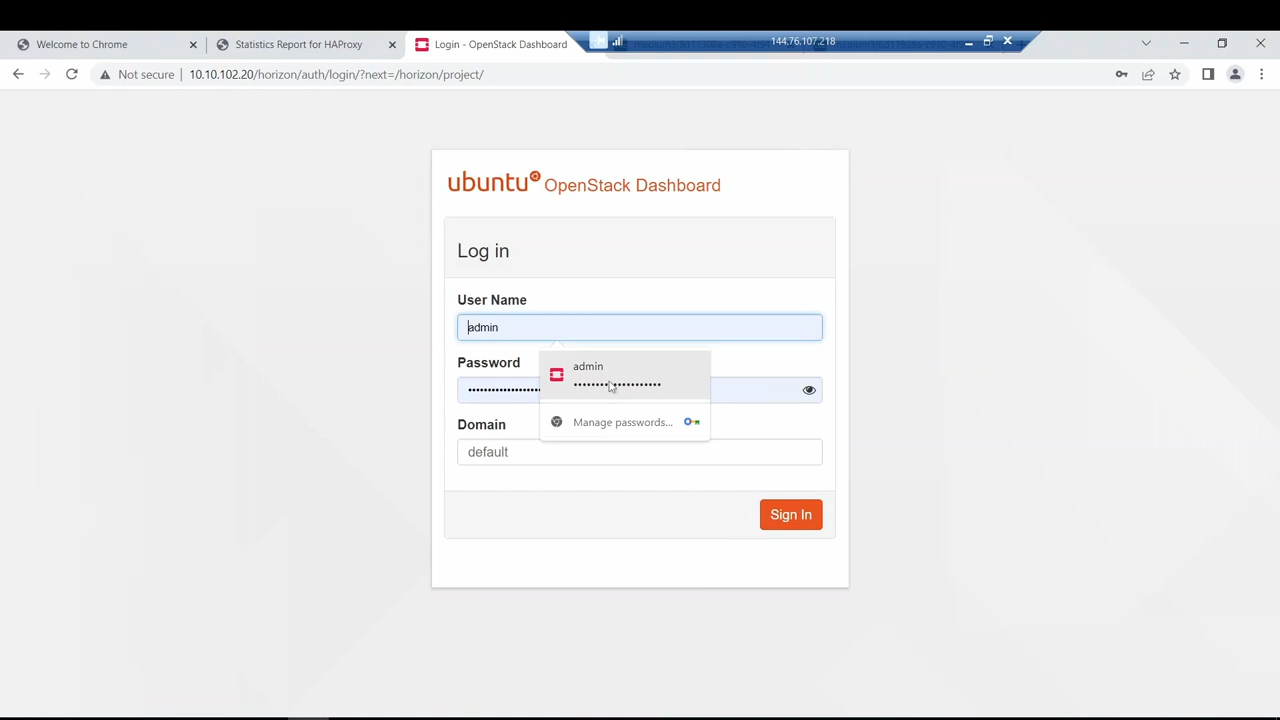 Welcome to Chrome
Statistics Report for HAProxy
Login - OpenStack Dashboard
144.76.107.218
Not secure
10.10.102.20/horizon/auth/login/?next=/horizon/project/
ubuntu OpenStack Dashboard
Log in
User Name
admin
Password
••••••••••••••••••
admin
••••••••••••••••••••
Manage passwords...
Domain
default
Sign In